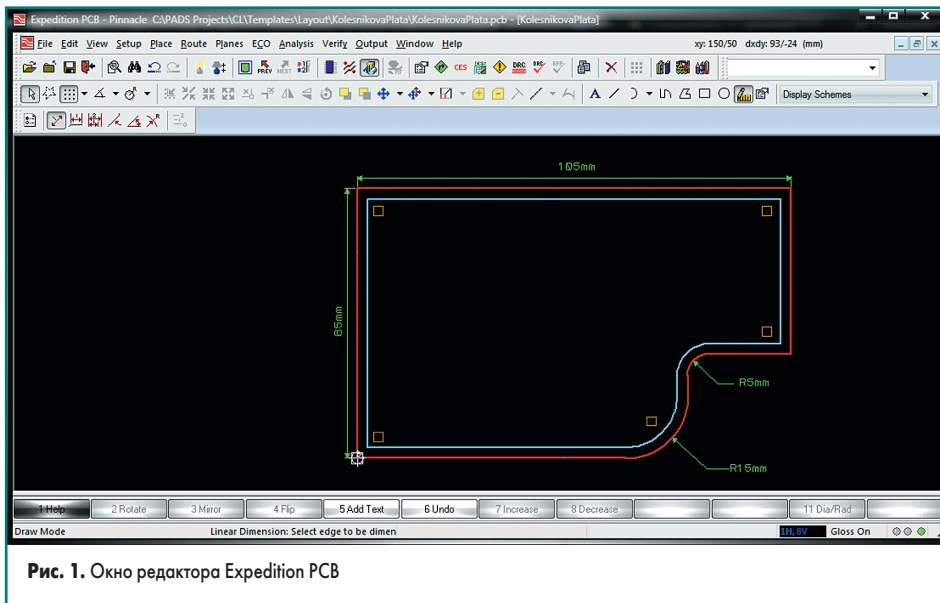 Expedition PCB - Pinnacle C:\PADS Projects\CL\Templates\Layout\KolesnikovaPlata\KolesnikovaPlata.pcb - [KolesnikovaPlata]
File Edit View Setup Place Route Planes ECO Analysis Verify Output Window Help xy: 150/50 dxdy: 93/-24 (mm)
PREV NEXT CES DRC DRC
A Display Schemes
105mm
65mm
R5mm
R15mm
1 Help 2 Rotate 3 Mirror 4 Flip 5 Add Text 6 Undo 7 Increase 8 Decrease 11 Dia/Rad
Draw Mode Linear Dimension: Select edge to be dimen 1H, 8V Gloss On
Рис. 1. Окно редактора Expedition PCB